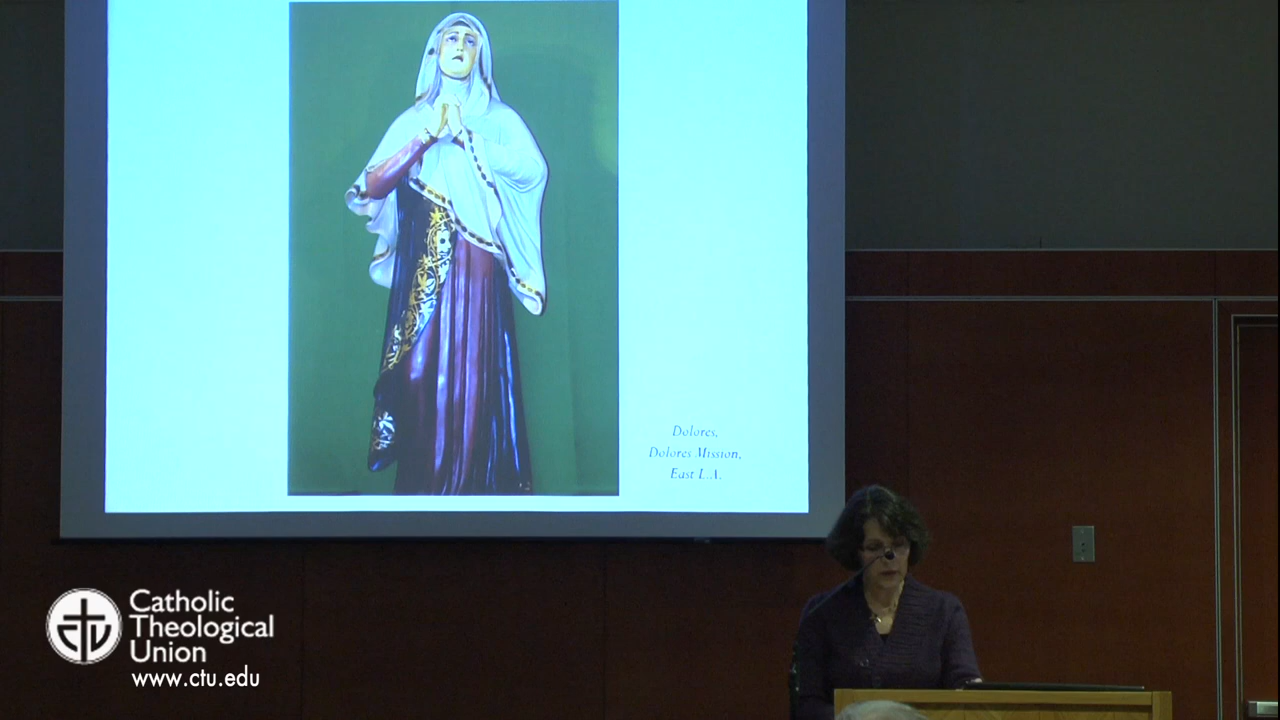 Dolores,
Dolores Mission,
East L.A.
Catholic
Theological
Union
www.ctu.edu